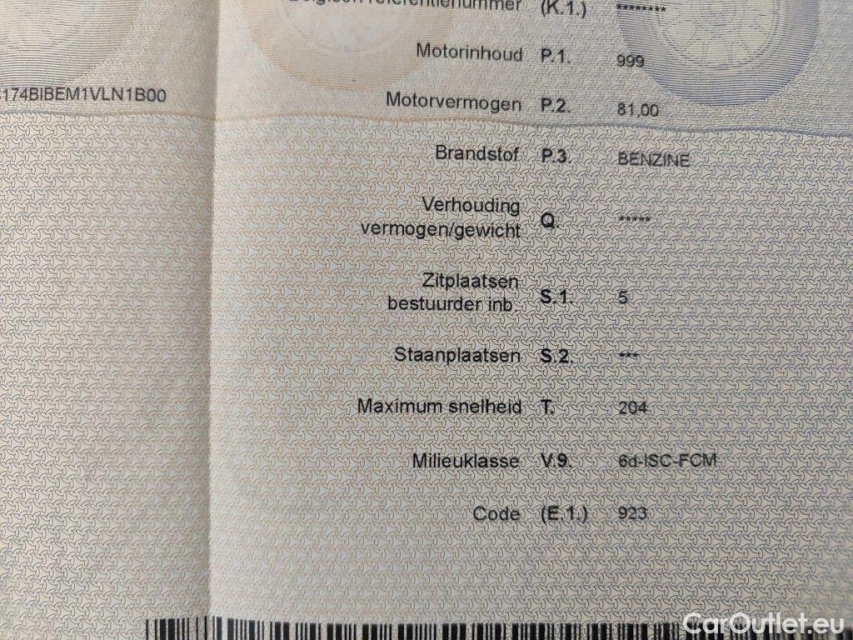 referentienummer (K.1.) ********
Motorinhoud P.1. 999
174BIBEM1VLN1B00
Motorvermogen P.2. 81,00
Brandstof P.3. BENZINE
Verhouding
vermogen/gewicht Q. *****
Zitplaatsen
bestuurder inb. S.1. 5
Staanplaatsen S.2. ***
Maximum snelheid T. 204
Milieuklasse V.9. 6d-ISC-FCM
Code (E.1.) 923
CarOutlet.eu